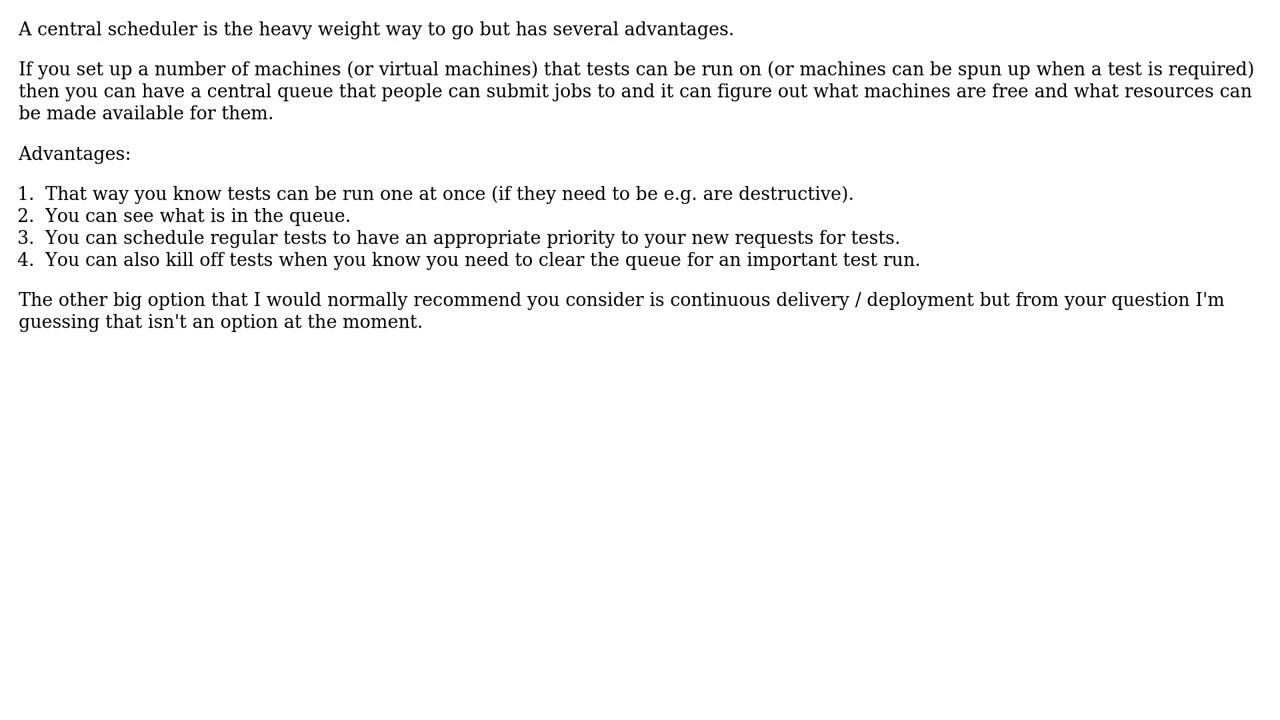 A central scheduler is the heavy weight way to go but has several advantages.
If you set up a number of machines (or virtual machines) that tests can be run on (or machines can be spun up when a test is required)
then you can have a central queue that people can submit jobs to and it can figure out what machines are free and what resources can
be made available for them.
Advantages:
1. That way you know tests can be run one at once (if they need to be e.g. are destructive).
2. You can see what is in the queue.
3. You can schedule regular tests to have an appropriate priority to your new requests for tests.
4. You can also kill off tests when you know you need to clear the queue for an important test run.
The other big option that I would normally recommend you consider is continuous delivery / deployment but from your question I'm
guessing that isn't an option at the moment.